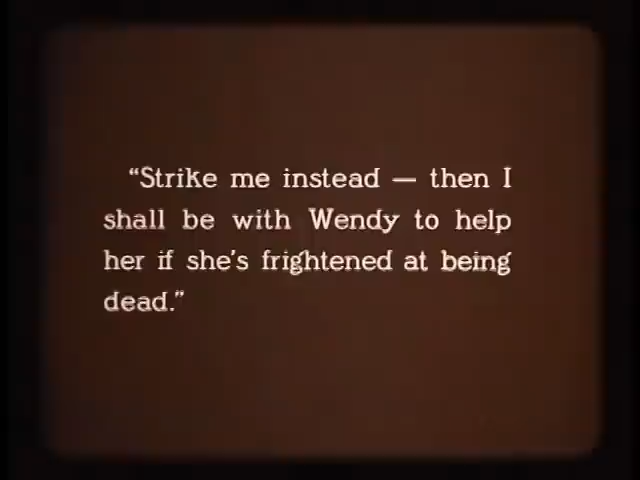 “Strike me instead — then I
shall be with Wendy to help
her if she's frightened at being
dead.”